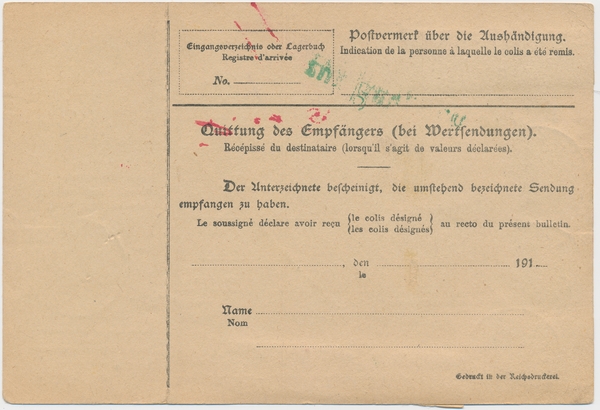 Postvermerk über die Aushändigung.
Indication de la personne à laquelle le colis a été remis.
Eingangsverzeichnis oder Lagerbuch
Registre d'arrivée
No.
Quittung des Empfängers (bei Wertsendungen).
Récépissé du destinataire (lorsqu'il s'agit de valeurs déclarées).
Der Unterzeichnete bescheinigt, die umstehend bezeichnete Sendung
empfangen zu haben.
Le soussigné déclare avoir reçu {le colis désigné / les colis désignés} au recto du présent bulletin.
, den 191
le
Name
Nom
Gedruckt in der Reichsdruckerei.